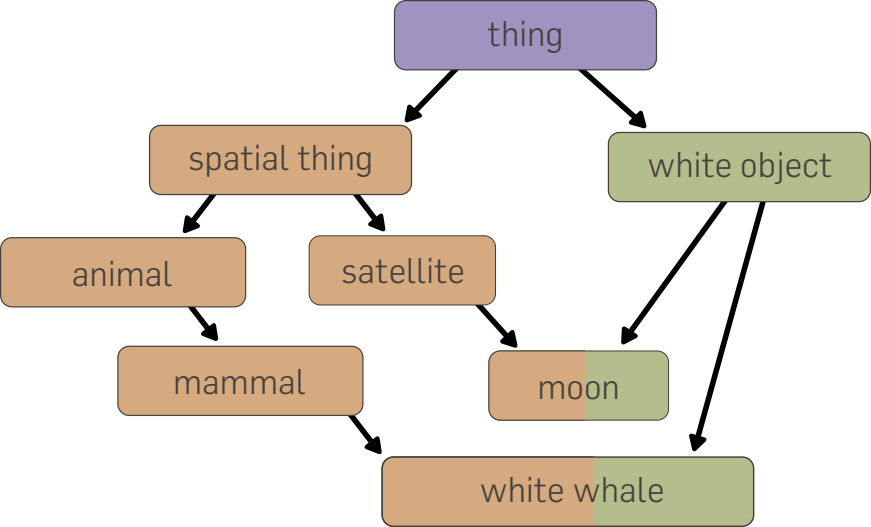 thing
spatial thing
white object
animal
satellite
mammal
moon
white whale